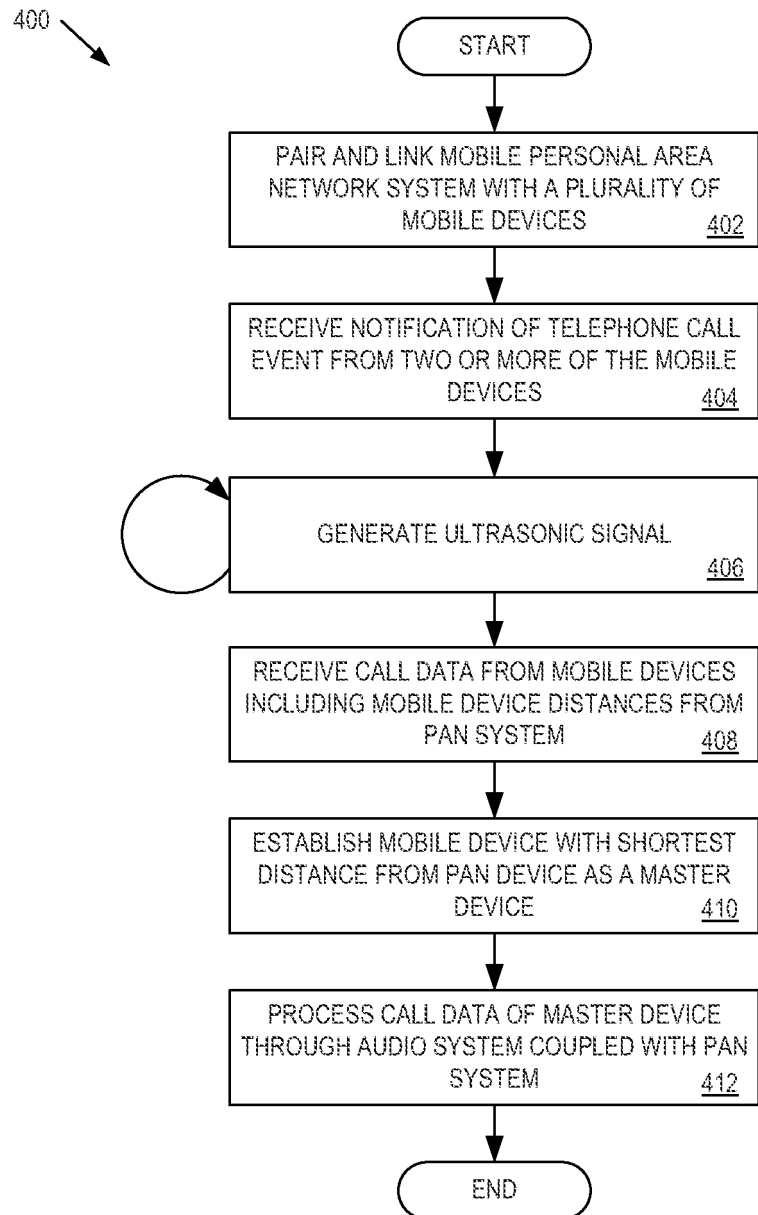 400
START
PAIR AND LINK MOBILE PERSONAL AREA
NETWORK SYSTEM WITH A PLURALITY OF
MOBILE DEVICES
402
RECEIVE NOTIFICATION OF TELEPHONE CALL
EVENT FROM TWO OR MORE OF THE MOBILE
DEVICES
404
GENERATE ULTRASONIC SIGNAL
406
RECEIVE CALL DATA FROM MOBILE DEVICES
INCLUDING MOBILE DEVICE DISTANCES FROM
PAN SYSTEM
408
ESTABLISH MOBILE DEVICE WITH SHORTEST
DISTANCE FROM PAN DEVICE AS A MASTER
DEVICE
410
PROCESS CALL DATA OF MASTER DEVICE
THROUGH AUDIO SYSTEM COUPLED WITH PAN
SYSTEM
412
END